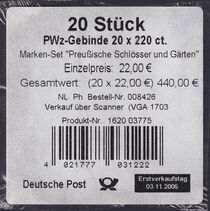 20 Stück
PWz-Gebinde 20 x 220 ct.
Marken-Set "Preußische Schlösser und Gärten"
Einzelpreis: 22,00 €
Gesamtwert: (20 x 22,00 €) 440,00 €
NL Ph Bestell-Nr. 008426
Verkauf über Scanner (VGA 1703
Produkt-Nr. 1620 03775
4 021777 031222
Deutsche Post
Erstverkaufstag
03.11.2005